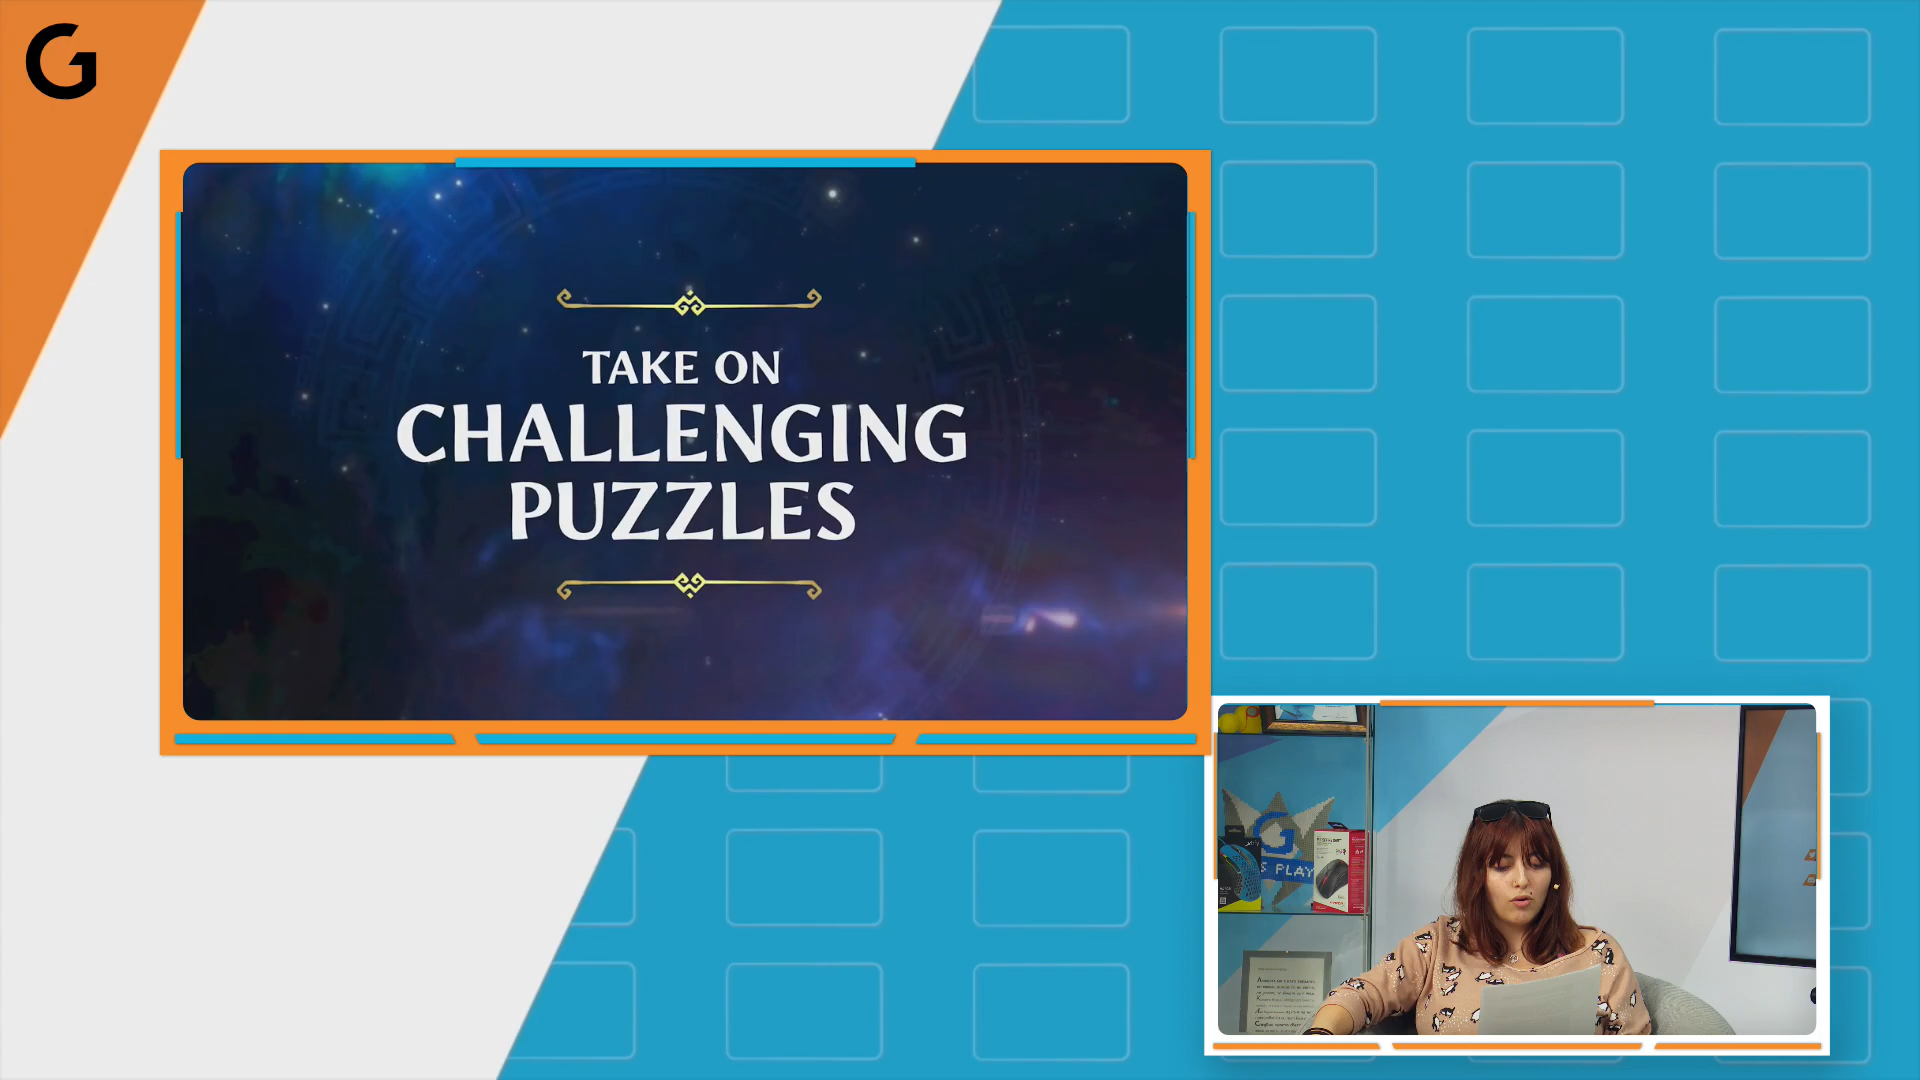 G
TAKE ON
CHALLENGING
PUZZLES
G
S PLAY